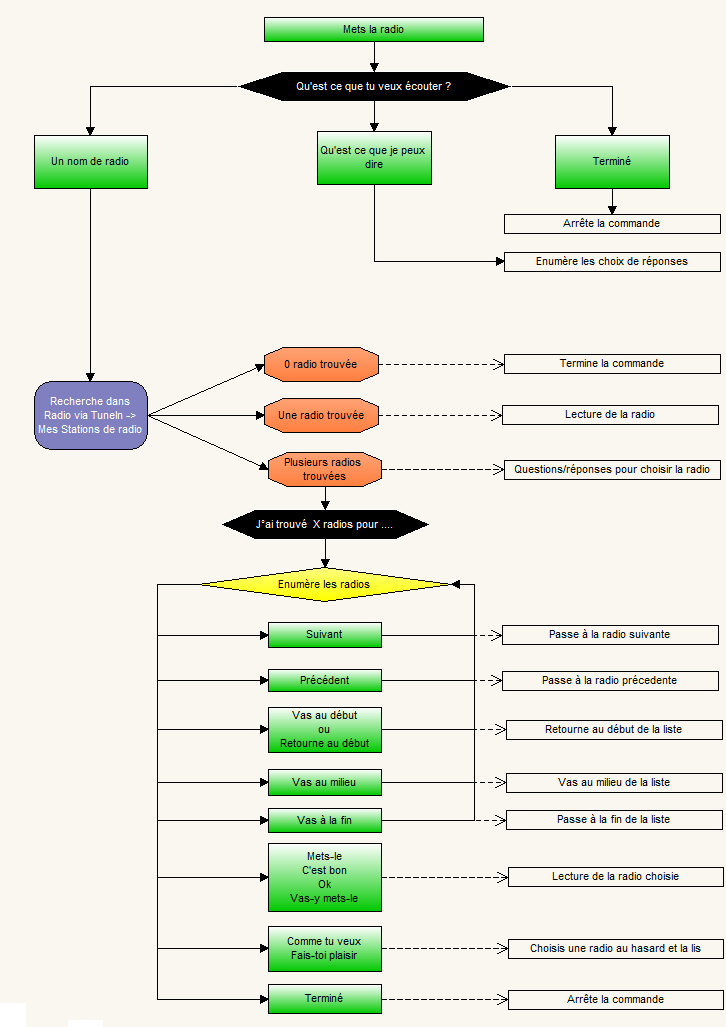 Mets la radio
Qu'est ce que tu veux écouter ?
Un nom de radio
Qu'est ce que je peux
dire
Terminé
Arrête la commande
Enumère les choix de réponses
Recherche dans
Radio via TuneIn ->
Mes Stations de radio
0 radio trouvée
Termine la commande
Une radio trouvée
Lecture de la radio
Plusieurs radios
trouvées
Questions/réponses pour choisir la radio
J'ai trouvé  X radios pour ....
Enumère les radios
Suivant
Passe à la radio suivante
Précédent
Passe à la radio précedente
Vas au début
ou
Retourne au début
Retourne au début de la liste
Vas au milieu
Vas au milieu de la liste
Vas à la fin
Passe à la fin de la liste
Mets-le
C'est bon
Ok
Vas-y mets-le
Lecture de la radio choisie
Comme tu veux
Fais-toi plaisir
Choisis une radio au hasard et la lis
Terminé
Arrête la commande